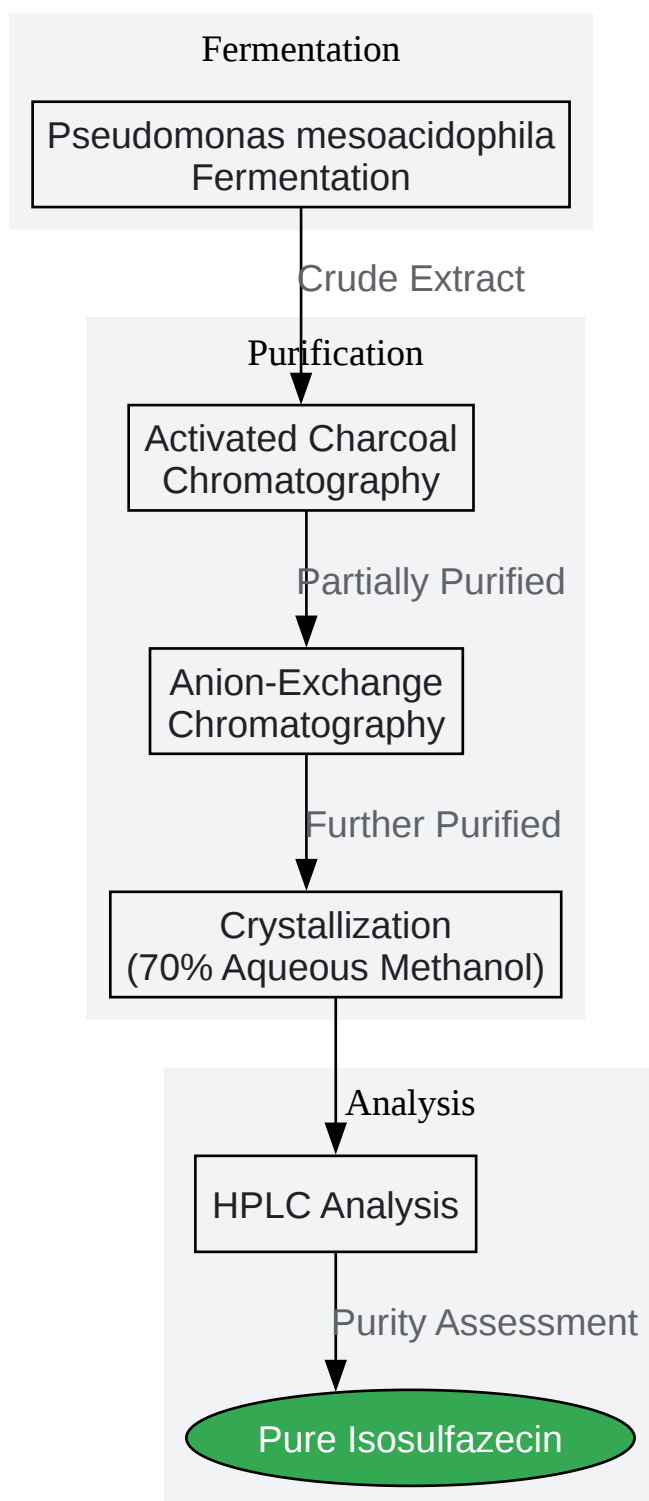 Fermentation
Pseudomonas mesoacidophila
Fermentation
Crude Extract
Purification
Activated Charcoal
Chromatography
Partially Purified
Anion-Exchange
Chromatography
Further Purified
Crystallization
(70% Aqueous Methanol)
Analysis
HPLC Analysis
Purity Assessment
Pure Isosulfazecin